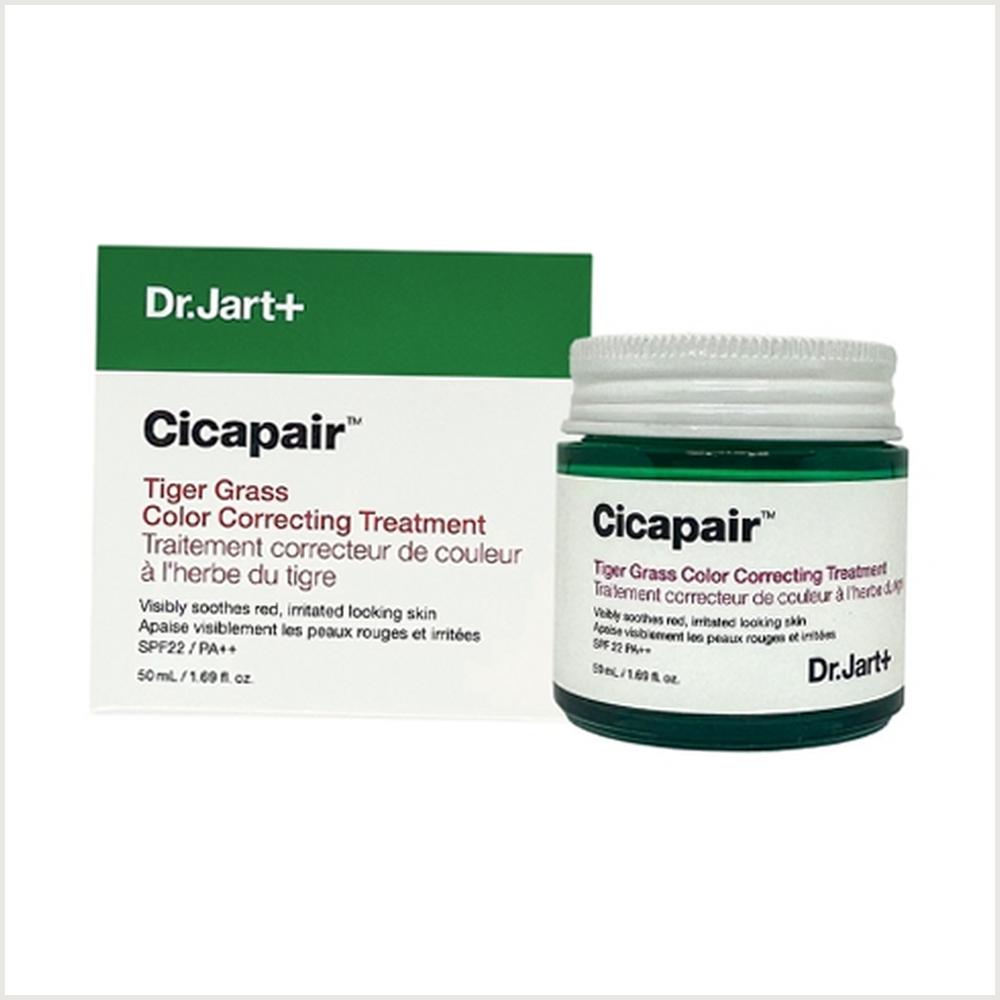 Dr.Jart+
Cicapair™
Tiger Grass
Color Correcting Treatment
Traitement correcteur de couleur
à l'herbe du tigre
Visibly soothes red, irritated looking skin
Apaise visiblement les peaux rouges et irritées
SPF22 / PA++
50 mL / 1.69 fl. oz.
Cicapair™
Tiger Grass Color Correcting Treatment
Traitement correcteur de couleur à l'herbe du
Visibly soothes red, irritated looking skin
Apaise visiblement les peaux rouges et irritées
SPF 22 PA++
50 mL / 1.69 fl. oz.
Dr.Jart+